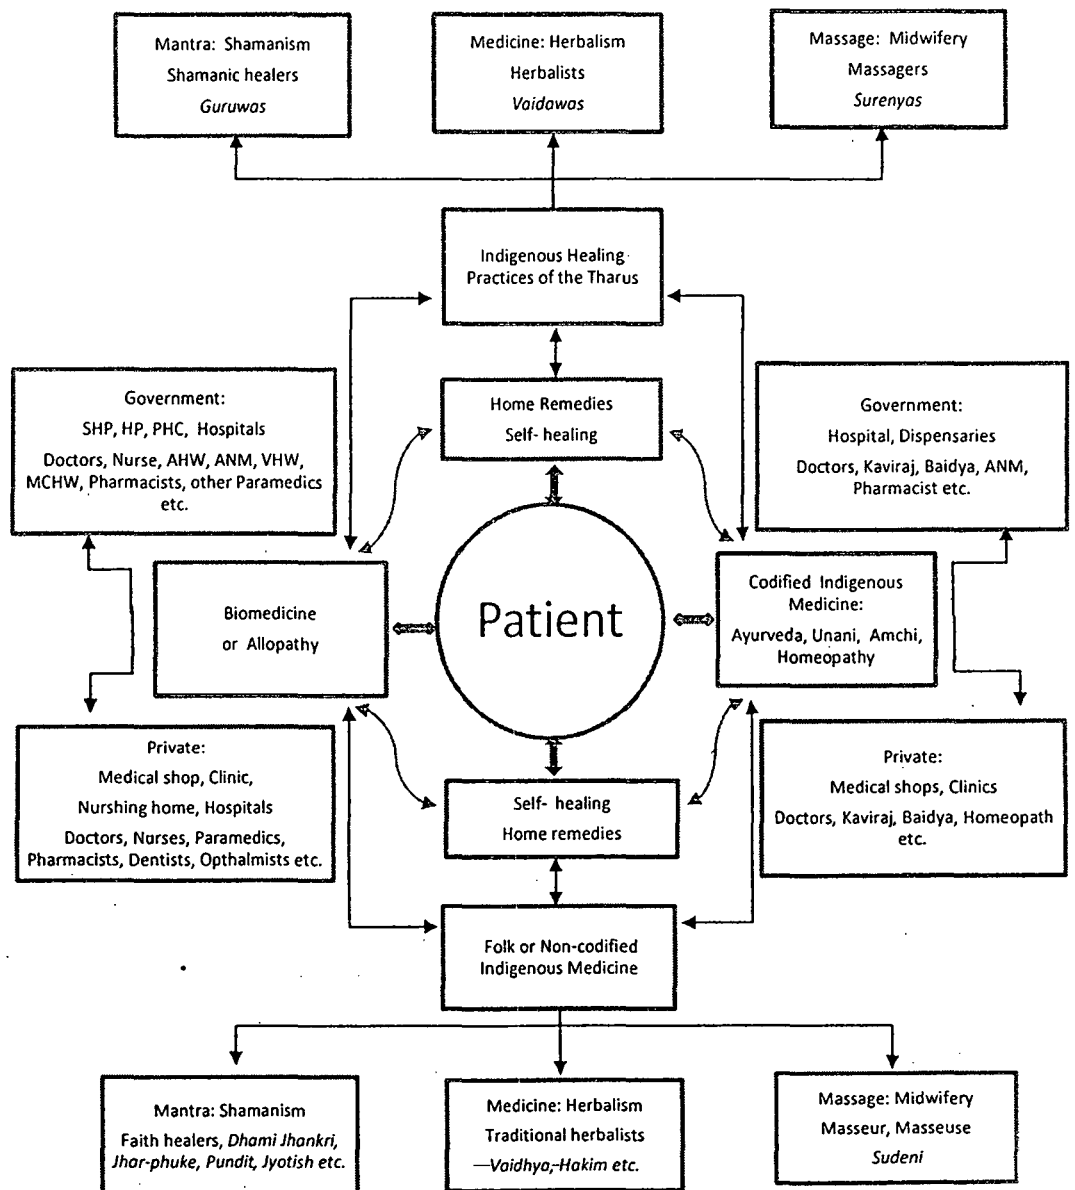 Mantra: Shamanism
Shamanic healers
Guruwas
Medicine: Herbalism
Herbalists
Vaidawas
Massage: Midwifery
Massagers
Surenyas
Indigenous Healing
Practices of the Tharus
Government:
SHP, HP, PHC, Hospitals
Doctors, Nurse, AHW, ANM, VHW,
MCHW, Pharmacists, other Paramedics
etc.
Home Remedies
Self- healing
Government:
Hospital, Dispensaries
Doctors, Kaviraj, Baidya, ANM,
Pharmacist etc.
Biomedicine
or Allopathy
Patient
Codified Indigenous
Medicine:
Ayurveda, Unani, Amchi,
Homeopathy
Private:
Medical shop, Clinic,
Nurshing home, Hospitals
Doctors, Nurses, Paramedics,
Pharmacists, Dentists, Opthalmists etc.
Self- healing
Home remedies
Private:
Medical shops, Clinics
Doctors, Kaviraj, Baidya, Homeopath
etc.
Folk or Non-codified
Indigenous Medicine
Mantra: Shamanism
Faith healers, Dhami Jhankri,
Jhar-phuke, Pundit, Jyotish etc.
Medicine: Herbalism
Traditional herbalists
—Vaidhya,-Hakim etc.
Massage: Midwifery
Masseur, Masseuse
Sudeni